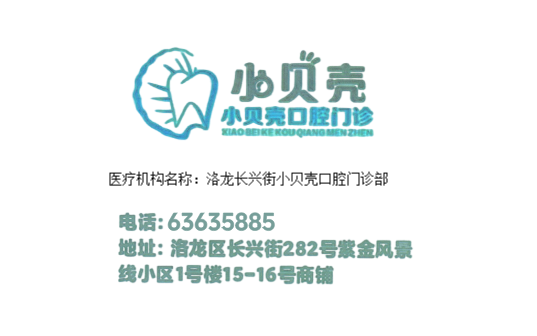 小贝壳
小贝壳口腔门诊
XIAO BEI KE KOU QIANG MEN ZHEN
医疗机构名称：洛龙长兴街小贝壳口腔门诊部
电话：63635885
地址：洛龙区长兴街282号紫金风景
线小区1号楼15-16号商铺